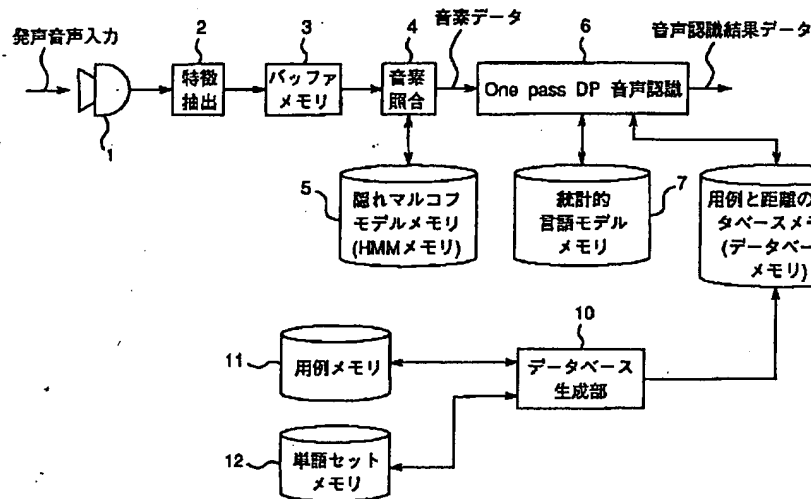 発声音声入力
1
2
特徴
抽出
3
バッファ
メモリ
4
音素
照合
音素データ
6
One pass DP 音声認識
音声認識結果データ
5
隠れマルコフ
モデルメモリ
(HMMメモリ)
統計的
言語モデル
メモリ
7
用例と距離の
タベースメモ
(データベー
メモリ)
10
データベース
生成部
11
用例メモリ
12
単語セット
メモリ